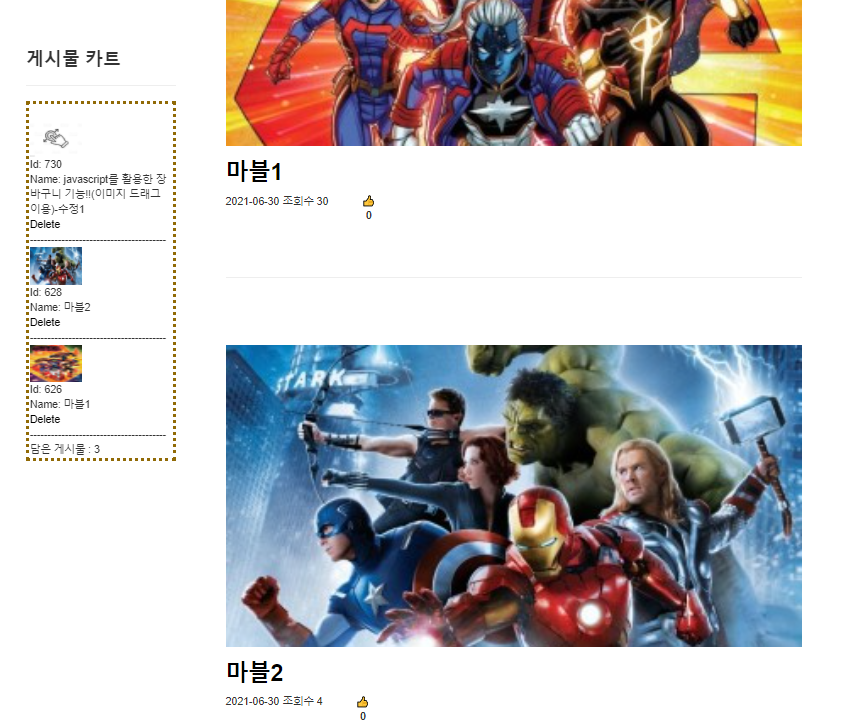 게시물 카트
Id: 730
Name: javascript를 활용한 장
바구니 기능!!(이미지 드래그
이용)-수정1
Delete
----------------------------------------
Id: 628
Name: 마블2
Delete
----------------------------------------
Id: 626
Name: 마블1
Delete
----------------------------------------
담은 게시물 : 3
마블1
2021-06-30 조회수 30
0
STARK
마블2
2021-06-30 조회수 4
0